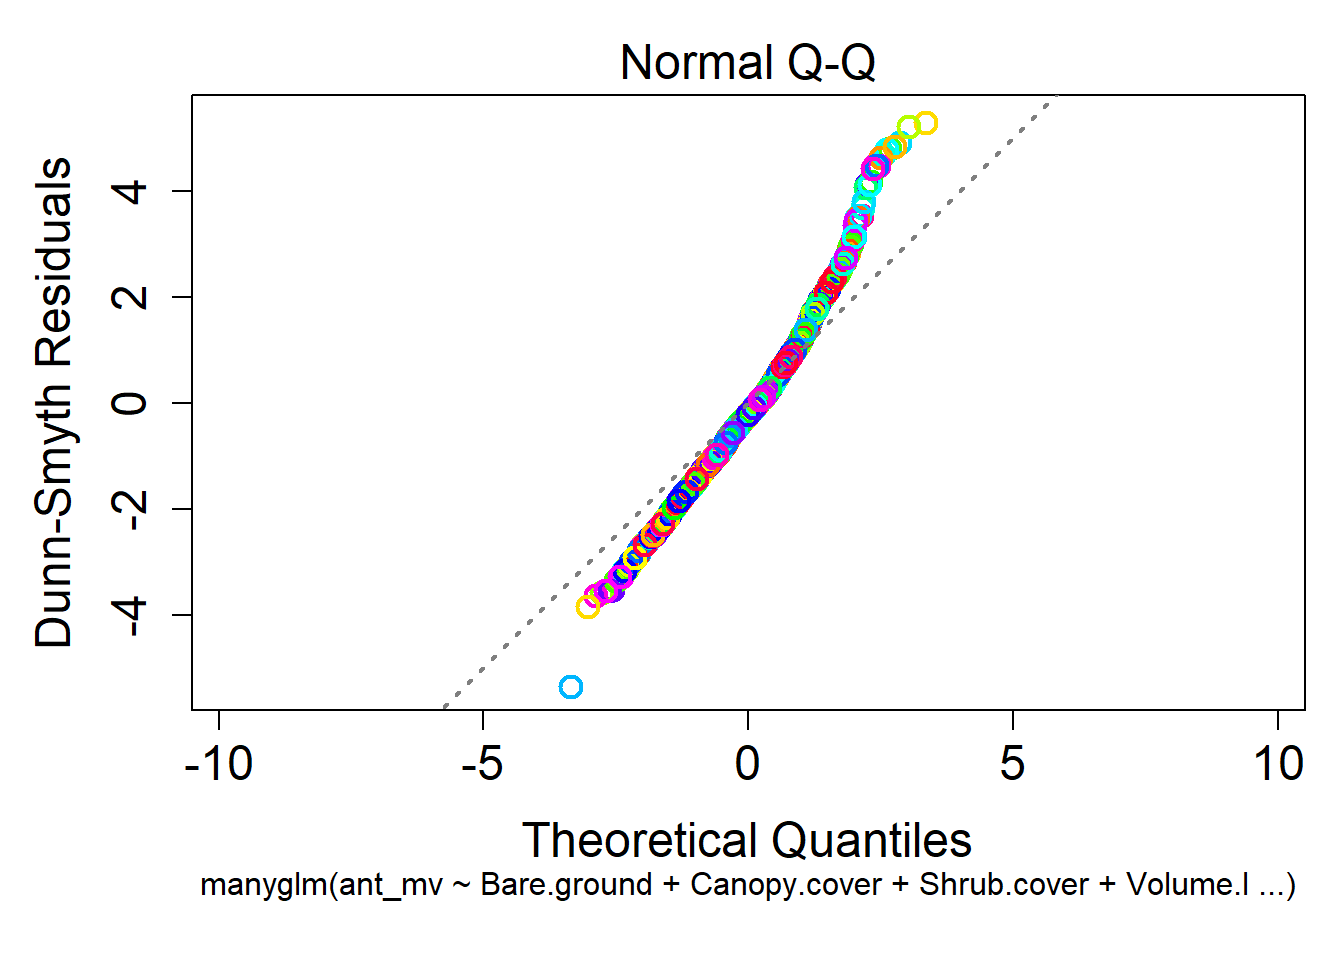 Normal Q-Q
Dunn-Smyth Residuals
4
2
0
-2
-4
-10 -5 0 5 10
Theoretical Quantiles
manyglm(ant_mv ~ Bare.ground + Canopy.cover + Shrub.cover + Volume.l ...)